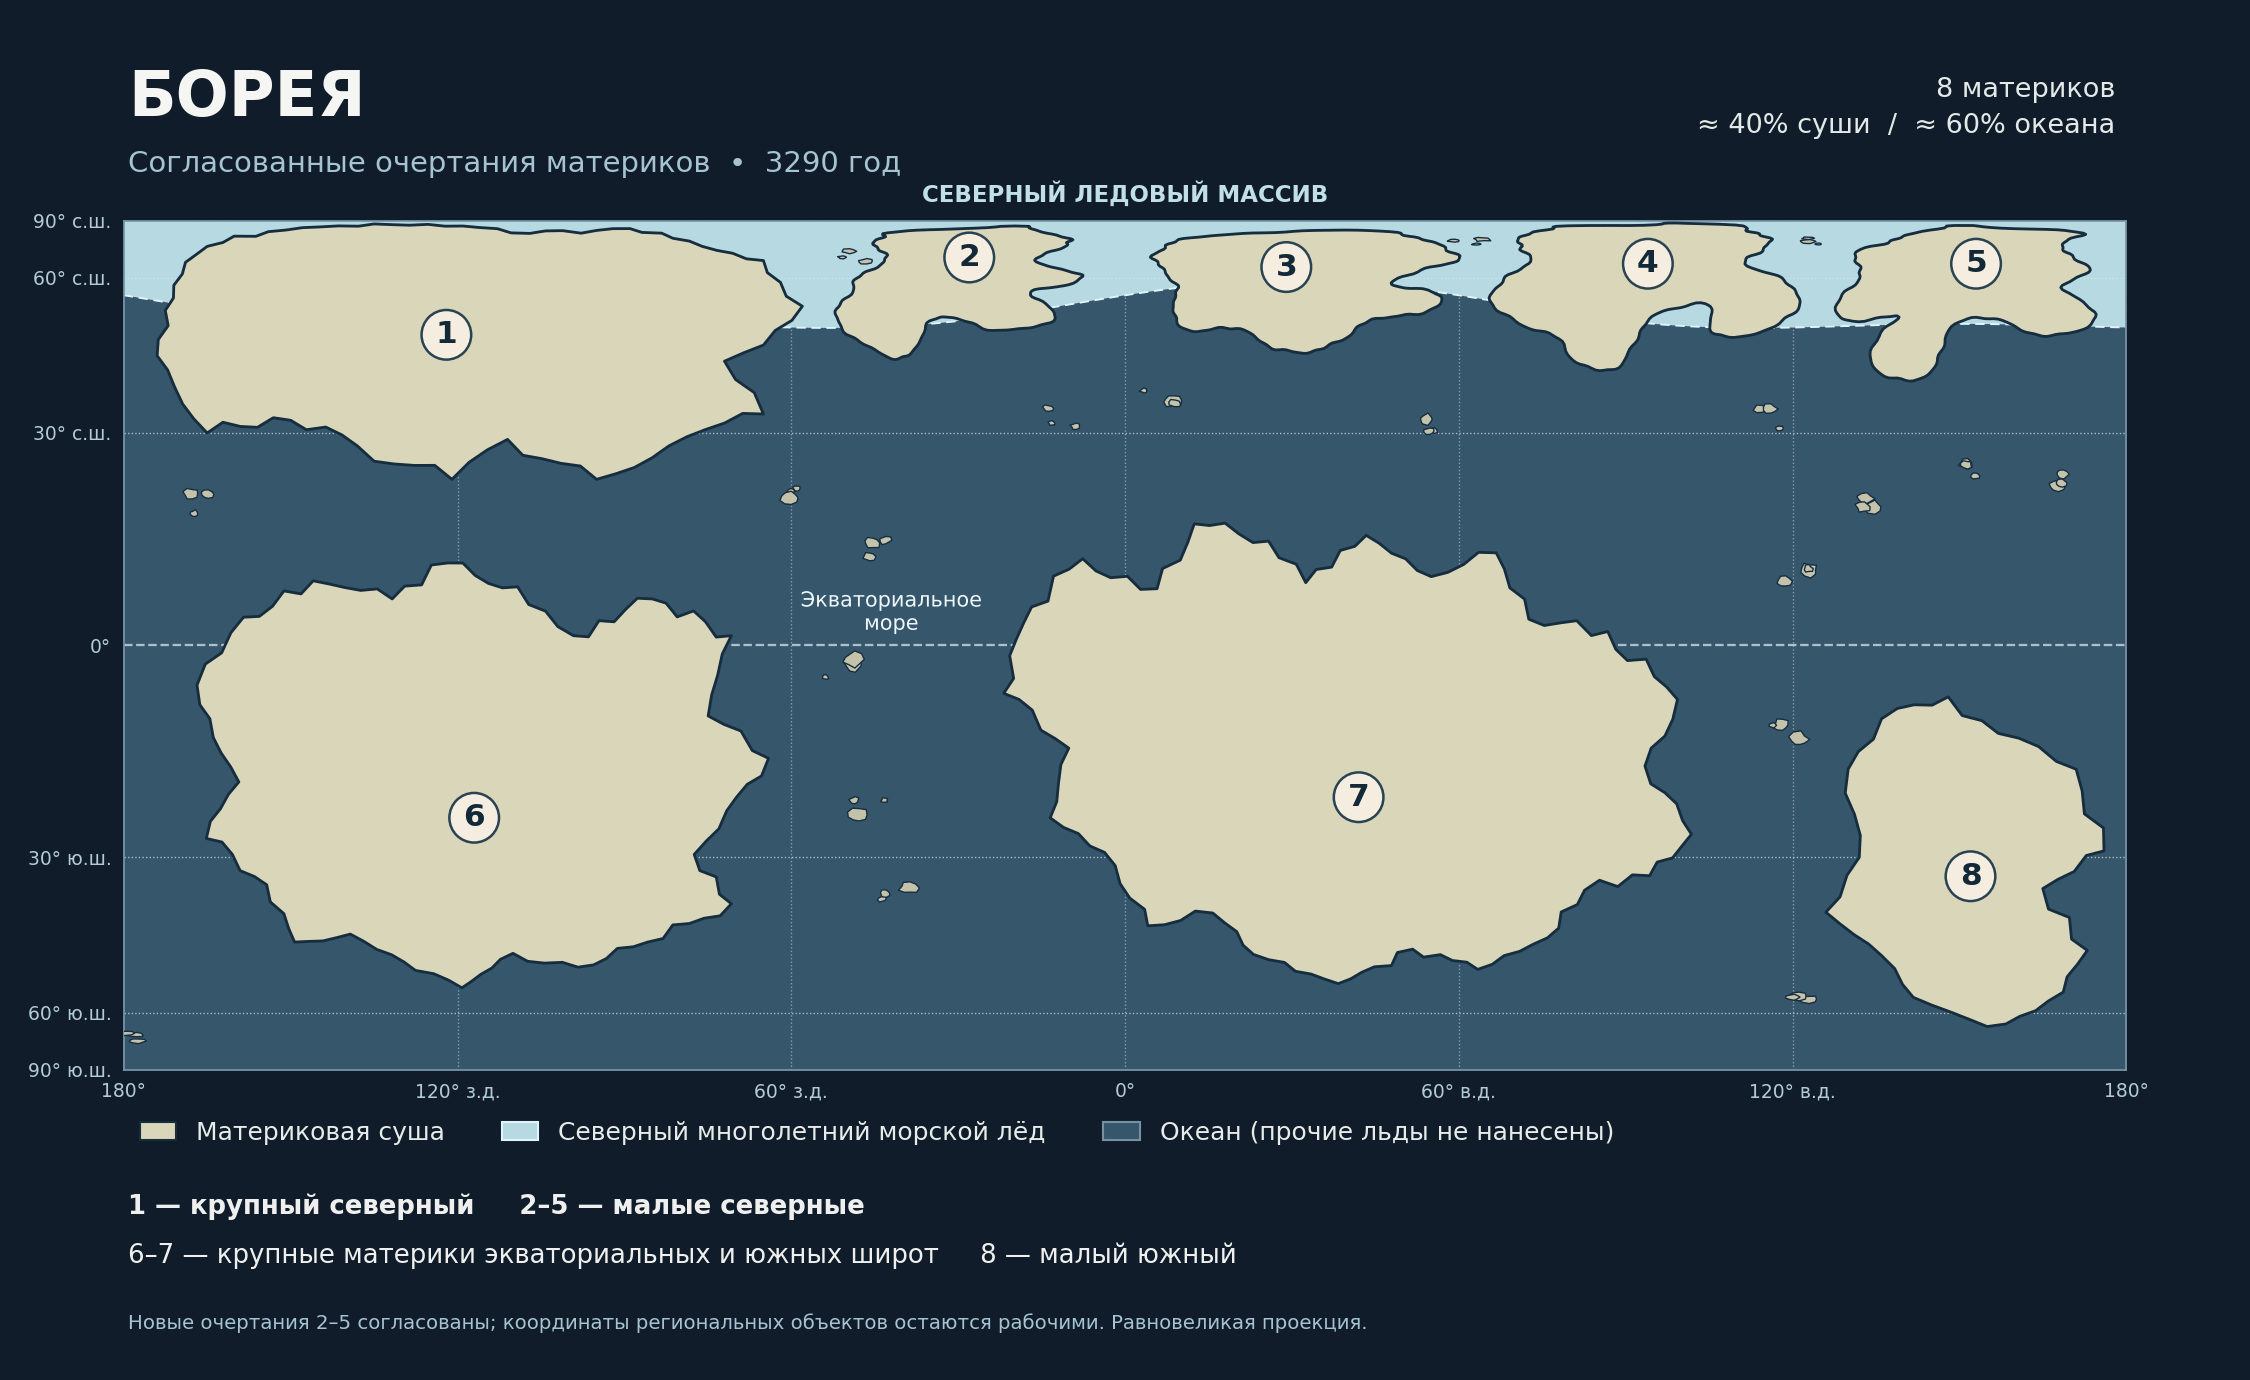 БОРЕЯ
8 материков
≈ 40% суши / ≈ 60% океана
Согласованные очертания материков • 3290 год
СЕВЕРНЫЙ ЛЕДОВЫЙ МАССИВ
90° с.ш.
60° с.ш.
30° с.ш.
0°
30° ю.ш.
60° ю.ш.
90° ю.ш.
1
2
3
4
5
Экваториальное
море
6
7
8
180°
120° з.д.
60° з.д.
0°
60° в.д.
120° в.д.
180°
Материковая суша
Северный многолетний морской лёд
Океан (прочие льды не нанесены)
1 — крупный северный 2–5 — малые северные
6–7 — крупные материки экваториальных и южных широт 8 — малый южный
Новые очертания 2–5 согласованы; координаты региональных объектов остаются рабочими. Равновеликая проекция.